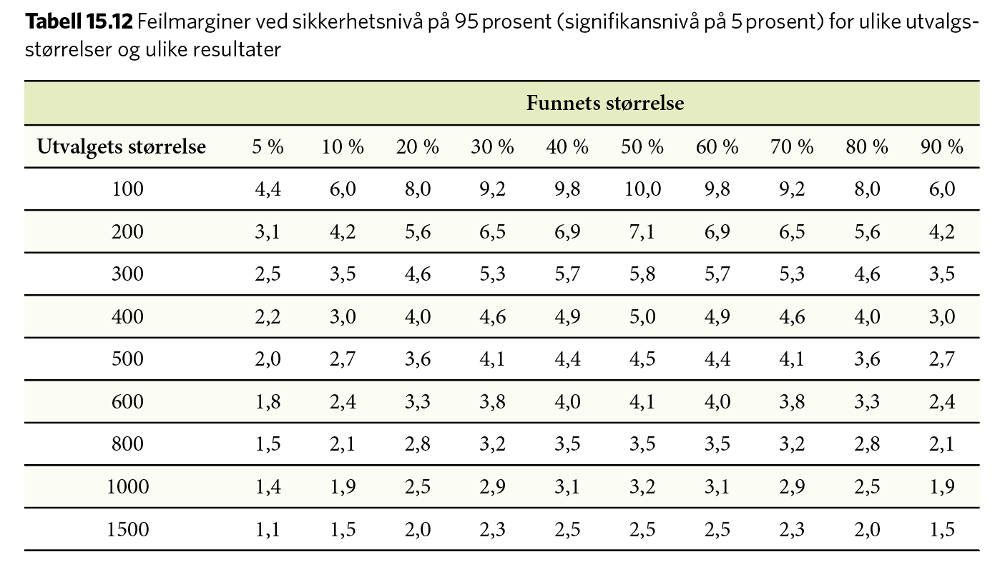 Tabell 15.12 Feilmarginer ved sikkerhetsnivå på 95 prosent (signifikansnivå på 5 prosent) for ulike utvalgs-
størrelser og ulike resultater
Funnets størrelse
Utvalgets størrelse 5 % 10 % 20 % 30 % 40 % 50 % 60 % 70 % 80 % 90 %
100 4,4 6,0 8,0 9,2 9,8 10,0 9,8 9,2 8,0 6,0
200 3,1 4,2 5,6 6,5 6,9 7,1 6,9 6,5 5,6 4,2
300 2,5 3,5 4,6 5,3 5,7 5,8 5,7 5,3 4,6 3,5
400 2,2 3,0 4,0 4,6 4,9 5,0 4,9 4,6 4,0 3,0
500 2,0 2,7 3,6 4,1 4,4 4,5 4,4 4,1 3,6 2,7
600 1,8 2,4 3,3 3,8 4,0 4,1 4,0 3,8 3,3 2,4
800 1,5 2,1 2,8 3,2 3,5 3,5 3,5 3,2 2,8 2,1
1000 1,4 1,9 2,5 2,9 3,1 3,2 3,1 2,9 2,5 1,9
1500 1,1 1,5 2,0 2,3 2,5 2,5 2,5 2,3 2,0 1,5